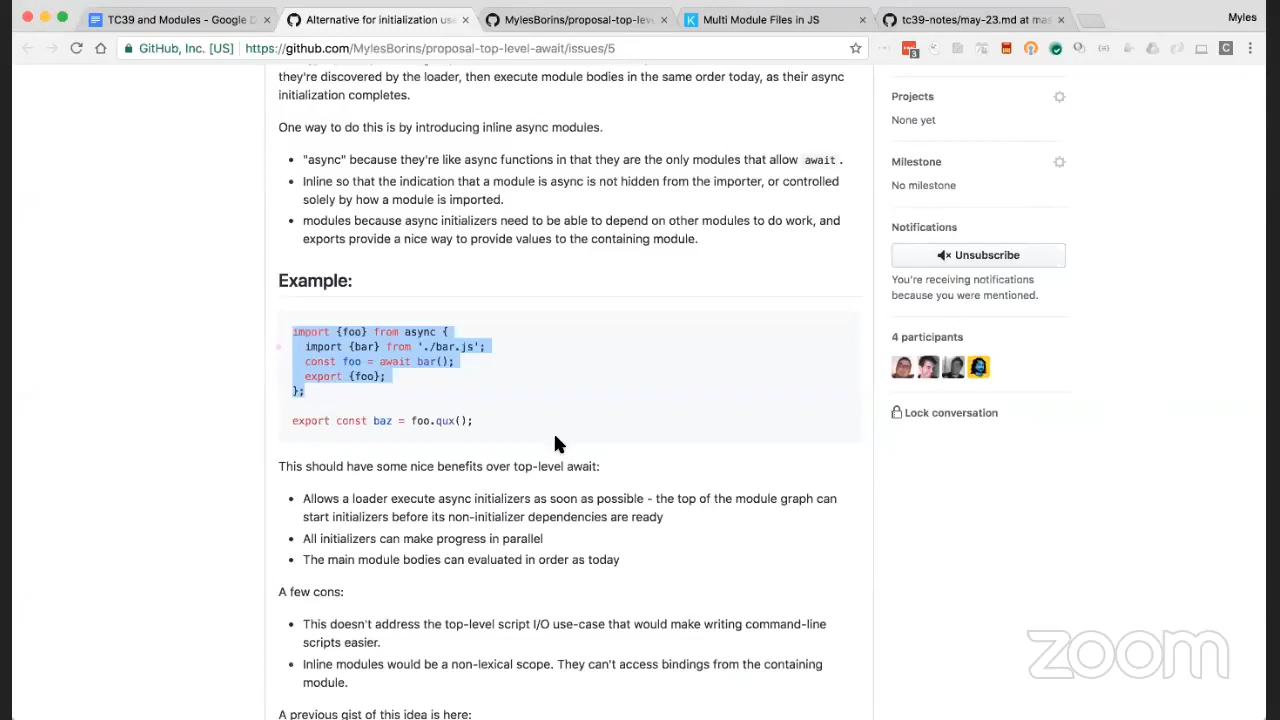 TC39 and Modules - Google D
Alternative for initialization use
MylesBorins/proposal-top-leve
Multi Module Files in JS
tc39-notes/may-23.md at mas
Myles
GitHub, Inc. [US]
https://github.com/MylesBorins/proposal-top-level-await/issues/5
3
C
they're discovered by the loader, then execute module bodies in the same order today, as their async
initialization completes.
One way to do this is by introducing inline async modules.
"async" because they're like async functions in that they are the only modules that allow await.
Inline so that the indication that a module is async is not hidden from the importer, or controlled
solely by how a module is imported.
modules because async initializers need to be able to depend on other modules to do work, and
exports provide a nice way to provide values to the containing module.
Example:
import {foo} from async {
import {bar} from './bar.js';
const foo = await bar();
export {foo};
};
export const baz = foo.qux();
This should have some nice benefits over top-level await:
Allows a loader execute async initializers as soon as possible - the top of the module graph can
start initializers before its non-initializer dependencies are ready
All initializers can make progress in parallel
The main module bodies can evaluated in order as today
A few cons:
This doesn't address the top-level script I/O use-case that would make writing command-line
scripts easier.
Inline modules would be a non-lexical scope. They can't access bindings from the containing
module.
A previous gist of this idea is here:
Projects
None yet
Milestone
No milestone
Notifications
Unsubscribe
You're receiving notifications
because you were mentioned.
4 participants
Lock conversation
zoom